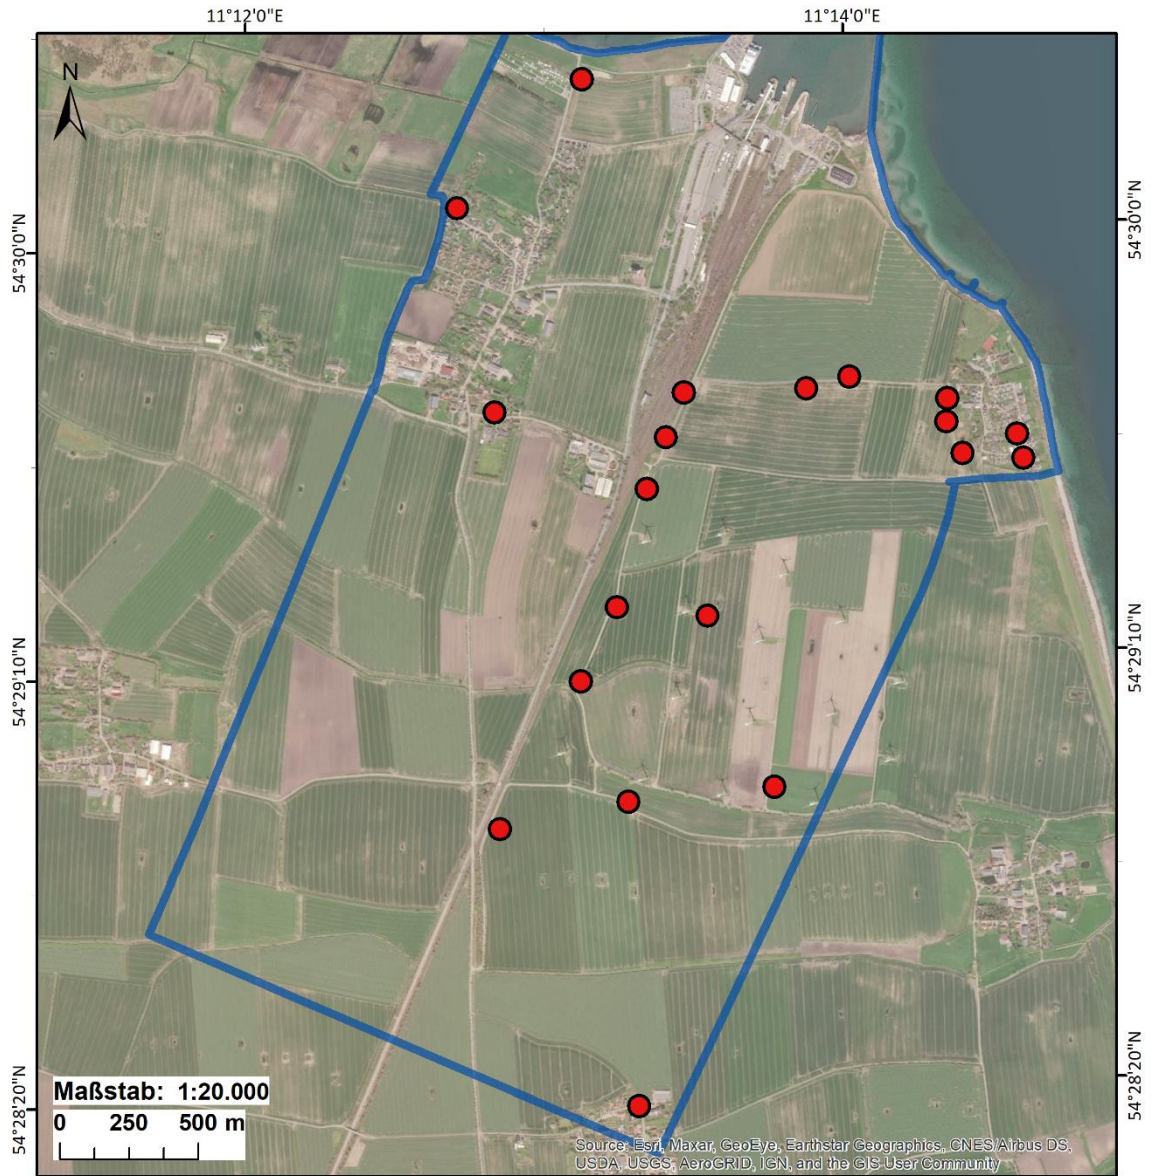 11°12'0"E
11°14'0"E
N
54°30'0"N
54°30'0"N
54°29'10"N
54°29'10"N
54°28'20"N
54°28'20"N
Maßstab: 1:20.000
0 250 500 m
Source: Esri, Maxar, GeoEye, Earthstar Geographics, CNES/Airbus DS,
USDA, USGS, AeroGRID, IGN, and the GIS User Community